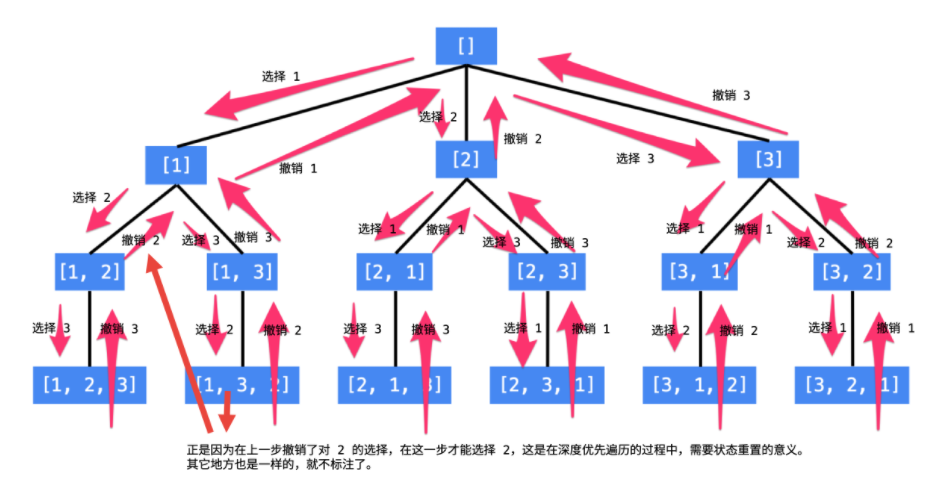 []
选择 1
撤销 3
选择 2
撤销 2
[1]
撤销 1
[2]
选择 3
[3]
选择 2
撤销 2
选择 3
撤销 3
选择 1
撤销 1
选择 3
撤销 3
选择 1
撤销 1
选择 2
撤销 2
[1, 2]
[1, 3]
[2, 1]
[2, 3]
[3, 1]
[3, 2]
选择 3
撤销 3
选择 2
撤销 2
选择 3
撤销 3
选择 1
撤销 1
选择 2
撤销 2
选择 1
撤销 1
[1, 2, 3]
[1, 3, 2]
[2, 1, 3]
[2, 3, 1]
[3, 1, 2]
[3, 2, 1]
正是因为在上一步撤销了对 2 的选择，在这一步才能选择 2，这是在深度优先遍历的过程中，需要状态重置的意义。
其它地方也是一样的，就不标注了。